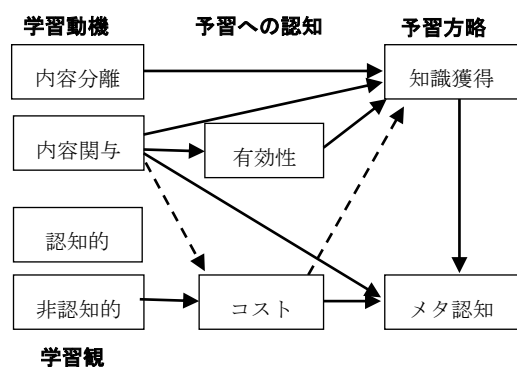 学習動機 予習への認知 予習方略
内容分離 知識獲得
内容関与 有効性
認知的
非認知的 コスト メタ認知
学習観